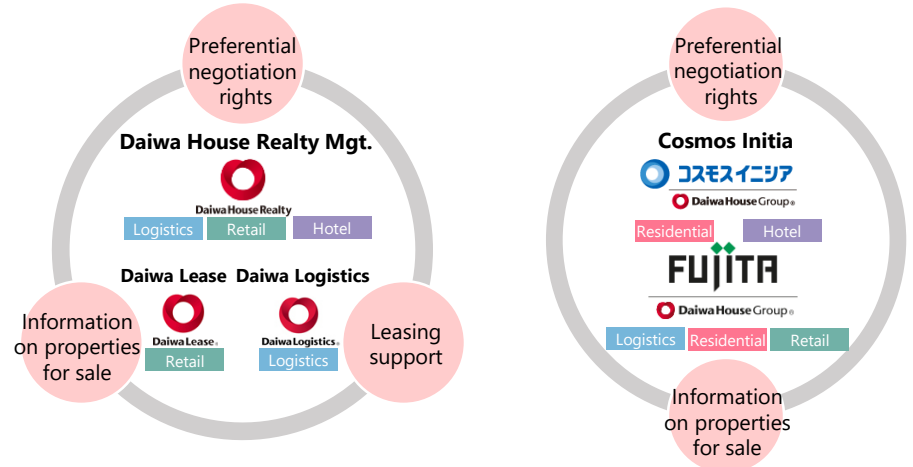 Preferential
negotiation
rights
Daiwa House Realty Mgt.
Daiwa House Realty
Logistics
Retail
Hotel
Daiwa Lease
Daiwa Logistics
Daiwa Lease®
Daiwa Logistics®
Retail
Logistics
Information
on properties
for sale
Leasing
support
Preferential
negotiation
rights
Cosmos Initia
コスモスイニシア
Daiwa House Group®
Residential
Hotel
FUJITA
Daiwa House Group®
Logistics
Residential
Retail
Information
on properties
for sale